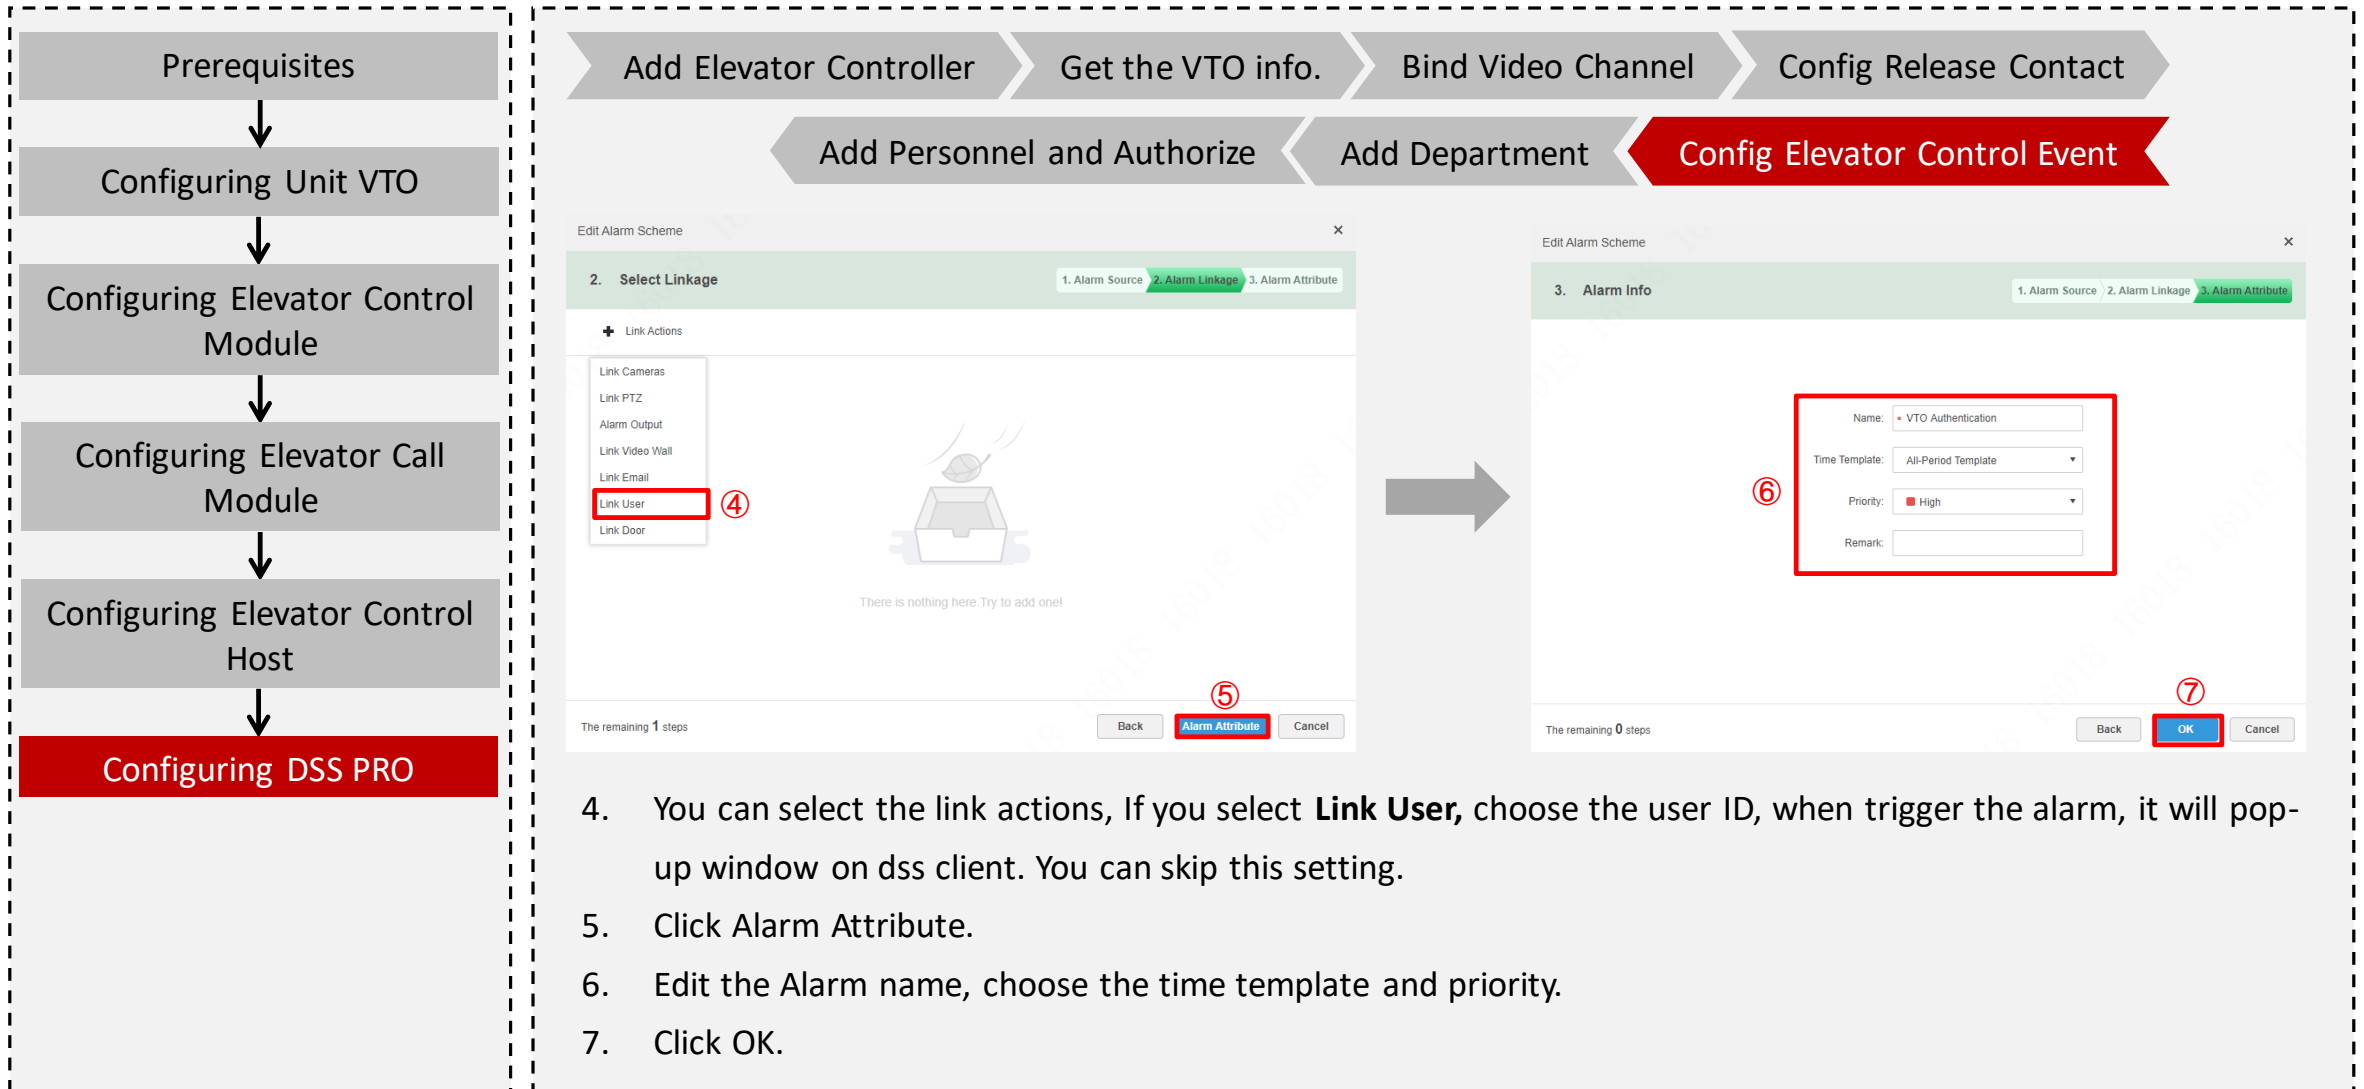 Prerequisites
Configuring Unit VTO
Configuring Elevator Control
Module
Configuring Elevator Call
Module
Configuring Elevator Control
Host
Configuring DSS PRO
Add Elevator Controller
Get the VTO info.
Bind Video Channel
Config Release Contact
Add Personnel and Authorize
Add Department
Config Elevator Control Event
Edit Alarm Scheme
2. Select Linkage
1. Alarm Source 2. Alarm Linkage 3. Alarm Attribute
Link Actions
Link Cameras
Link PTZ
Alarm Output
Link Video Wall
Link Email
Link User
④
Link Door
There is nothing here.Try to add one!
⑤
The remaining 1 steps
Back
Alarm Attribute
Cancel
Edit Alarm Scheme
3. Alarm Info
1. Alarm Source 2. Alarm Linkage 3. Alarm Attribute
Name: * VTO Authentication
Time Template: All-Period Template
⑥
Priority: High
Remark:
⑦
The remaining 0 steps
Back
OK
Cancel
4. You can select the link actions, If you select Link User, choose the user ID, when trigger the alarm, it will pop-
up window on dss client. You can skip this setting.
5. Click Alarm Attribute.
6. Edit the Alarm name, choose the time template and priority.
7. Click OK.